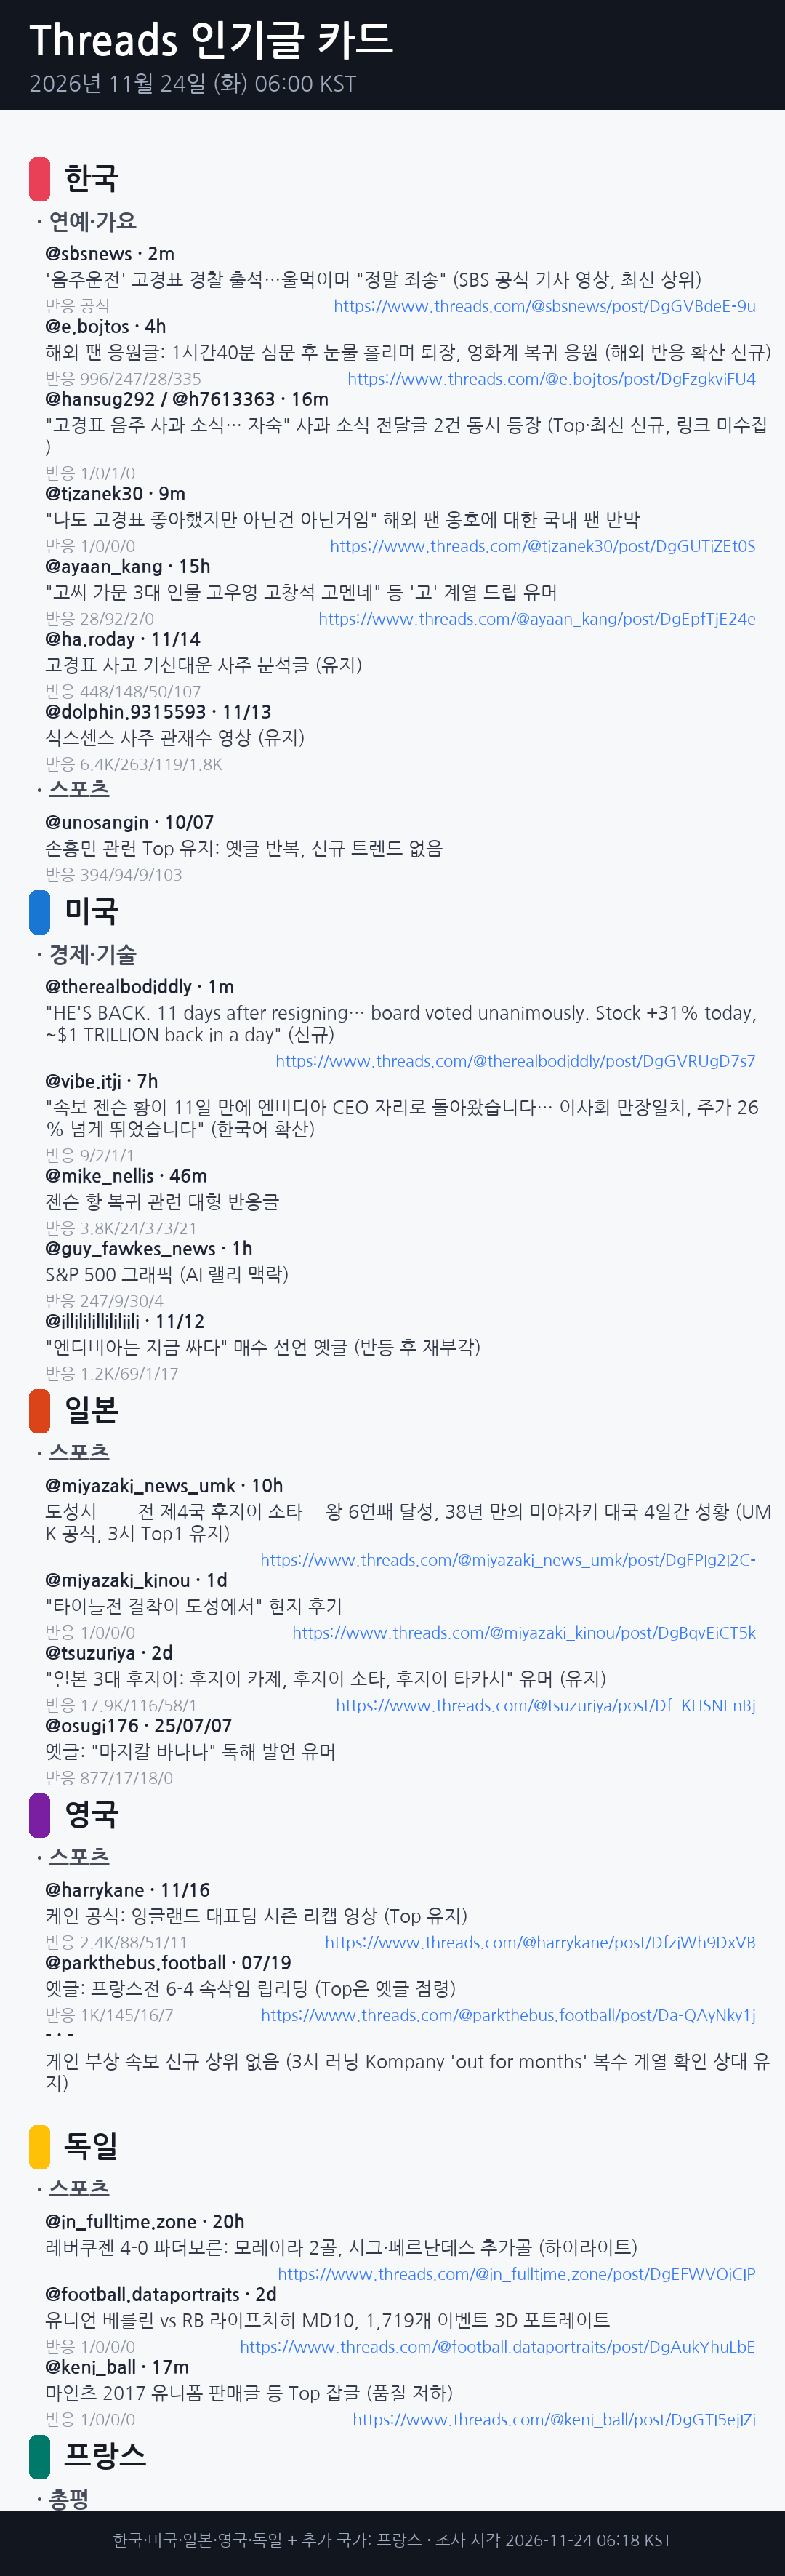 Threads 인기글 카드
2026년 11월 24일 (화) 06:00 KST
한국
· 연예·가요
@sbsnews · 2m
'음주운전' 고경표 경찰 출석…울먹이며 "정말 죄송" (SBS 공식 기사 영상, 최신 상위)
반응 공식 https://www.threads.com/@sbsnews/post/DgGVBdeE-9u
@e.bojtos · 4h
해외 팬 응원글: 1시간40분 심문 후 눈물 흘리며 퇴장, 영화계 복귀 응원 (해외 반응 확산 신규)
반응 996/247/28/335 https://www.threads.com/@e.bojtos/post/DgFzgkviFU4
@hansug292 / @h7613363 · 16m
"고경표 음주 사과 소식… 자숙" 사과 소식 전달글 2건 동시 등장 (Top·최신 신규, 링크 미수집
)
반응 1/0/1/0
@tizanek30 · 9m
"나도 고경표 좋아했지만 아닌건 아닌거임" 해외 팬 옹호에 대한 국내 팬 반박
반응 1/0/0/0 https://www.threads.com/@tizanek30/post/DgGUTiZEt0S
@ayaan_kang · 15h
"고씨 가문 3대 인물 고우영 고창석 고멘네" 등 '고' 계열 드립 유머
반응 28/92/2/0 https://www.threads.com/@ayaan_kang/post/DgEpfTjE24e
@ha.roday · 11/14
고경표 사고 기신대운 사주 분석글 (유지)
반응 448/148/50/107
@dolphin.9315593 · 11/13
식스센스 사주 관재수 영상 (유지)
반응 6.4K/263/119/1.8K
· 스포츠
@unosangin · 10/07
손흥민 관련 Top 유지: 옛글 반복, 신규 트렌드 없음
반응 394/94/9/103
미국
· 경제·기술
@therealbodiddly · 1m
"HE'S BACK. 11 days after resigning… board voted unanimously. Stock +31% today,
~$1 TRILLION back in a day" (신규)
https://www.threads.com/@therealbodiddly/post/DgGVRUgD7s7
@vibe.itji · 7h
"속보 젠슨 황이 11일 만에 엔비디아 CEO 자리로 돌아왔습니다… 이사회 만장일치, 주가 26
% 넘게 뛰었습니다" (한국어 확산)
반응 9/2/1/1
@mike_nellis · 46m
젠슨 황 복귀 관련 대형 반응글
반응 3.8K/24/373/21
@guy_fawkes_news · 1h
S&P 500 그래픽 (AI 랠리 맥락)
반응 247/9/30/4
· 11/12
"엔디비아는 지금 싸다" 매수 선언 옛글 (반등 후 재부각)
반응 1.2K/69/1/17
일본
· 스포츠
@miyazaki_news_umk · 10h
도성시 전 제4국 후지이 소타 왕 6연패 달성, 38년 만의 미야자키 대국 4일간 성황 (UM
K 공식, 3시 Top1 유지)
https://www.threads.com/@miyazaki_news_umk/post/DgFPIg2I2C-
@miyazaki_kinou · 1d
"타이틀전 결착이 도성에서" 현지 후기
반응 1/0/0/0 https://www.threads.com/@miyazaki_kinou/post/DgBqvEiCT5k
@tsuzuriya · 2d
"일본 3대 후지이: 후지이 카제, 후지이 소타, 후지이 타카시" 유머 (유지)
반응 17.9K/116/58/1 https://www.threads.com/@tsuzuriya/post/Df_KHSNEnBj
@osugi176 · 25/07/07
옛글: "마지칼 바나나" 독해 발언 유머
반응 877/17/18/0
영국
· 스포츠
@harrykane · 11/16
케인 공식: 잉글랜드 대표팀 시즌 리캡 영상 (Top 유지)
반응 2.4K/88/51/11 https://www.threads.com/@harrykane/post/DfziWh9DxVB
@parkthebus.football · 07/19
옛글: 프랑스전 6-4 속삭임 립리딩 (Top은 옛글 점령)
반응 1K/145/16/7 https://www.threads.com/@parkthebus.football/post/Da-QAyNky1j
- · -
케인 부상 속보 신규 상위 없음 (3시 러닝 Kompany 'out for months' 복수 계열 확인 상태 유
지)
독일
· 스포츠
@in_fulltime.zone · 20h
레버쿠젠 4-0 파더보른: 모레이라 2골, 시크·페르난데스 추가골 (하이라이트)
https://www.threads.com/@in_fulltime.zone/post/DgEFWVOiCIP
@football.dataportraits · 2d
유니언 베를린 vs RB 라이프치히 MD10, 1,719개 이벤트 3D 포트레이트
반응 1/0/0/0 https://www.threads.com/@football.dataportraits/post/DgAukYhuLbE
@keni_ball · 17m
마인츠 2017 유니폼 판매글 등 Top 잡글 (품질 저하)
반응 1/0/0/0 https://www.threads.com/@keni_ball/post/DgGTI5ejIZi
프랑스
· 총평
한국·미국·일본·영국·독일 + 추가 국가: 프랑스 · 조사 시각 2026-11-24 06:18 KST